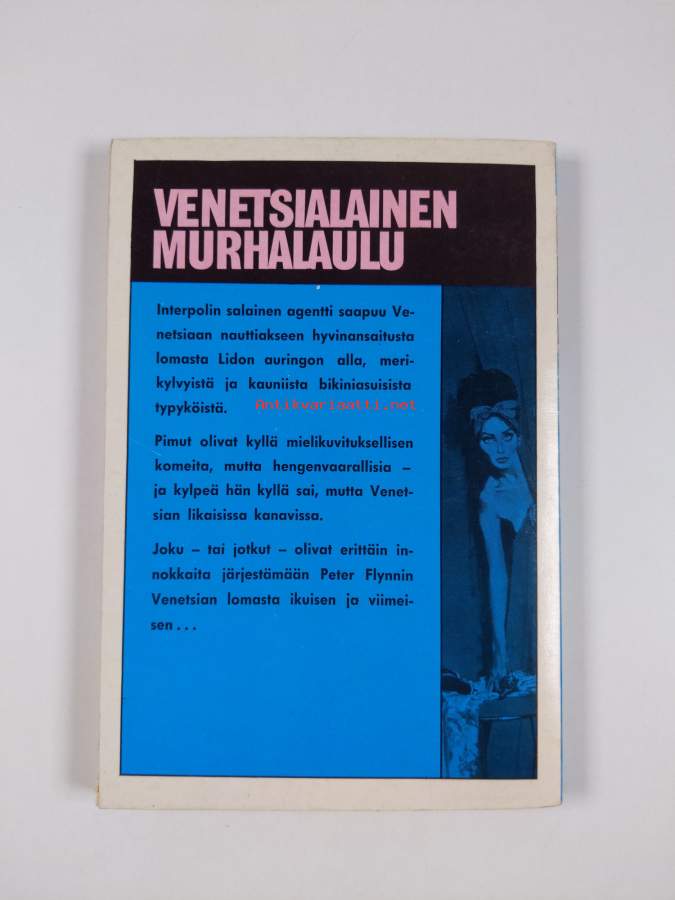 VENETSIALAINEN
MURHALAULU
Interpolin salainen agentti saapuu Ve-
netsiaan nauttiakseen hyvinansaitusta
lomasta Lidon auringon alla, meri-
kylvyistä ja kauniista bikiniasuisista
typyköistä.
Antikvariaatti.net
Pimut olivat kyllä mielikuvituksellisen
komeita, mutta hengenvaarallisia –
ja kylpeä hän kyllä sai, mutta Venet-
sian likaisissa kanavissa.
Joku – tai jotkut – olivat erittäin in-
nokkaita järjestämään Peter Flynnin
Venetsian lomasta ikuisen ja viimei-
sen...